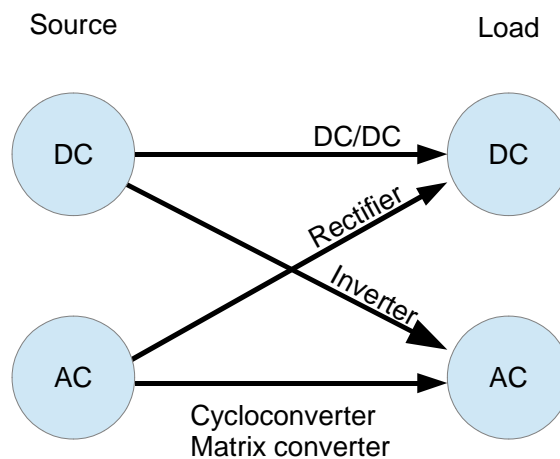 Source
Load
DC
DC/DC
DC
Rectifier
Inverter
AC
AC
Cycloconverter
Matrix converter